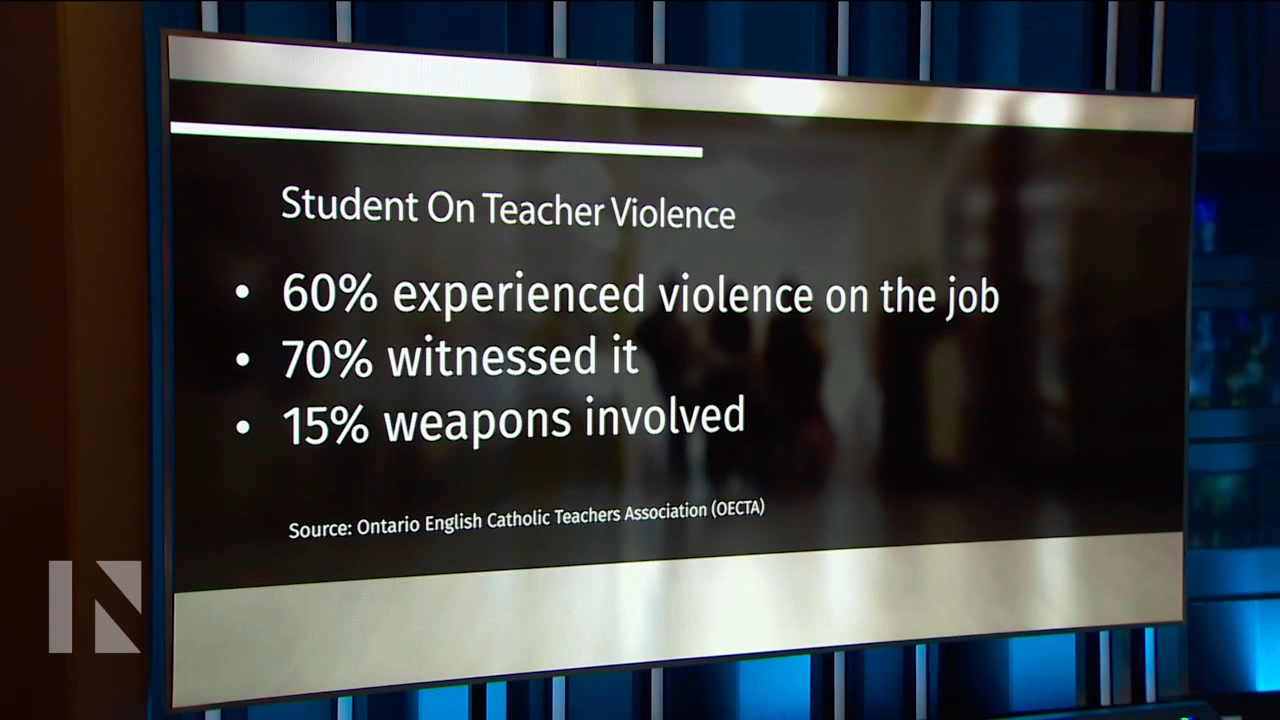 Student On Teacher Violence
• 60% experienced violence on the job
• 70% witnessed it
• 15% weapons involved
Source: Ontario English Catholic Teachers Association (OECTA)
IN